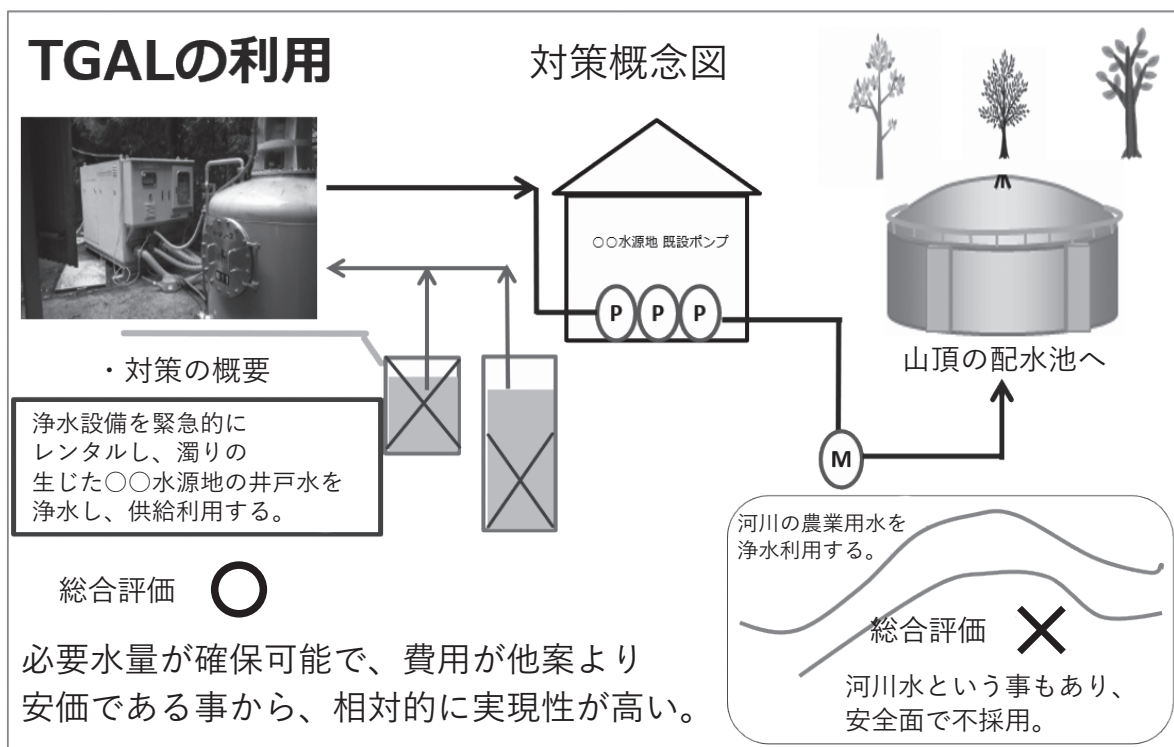 TGALの利用
対策概念図
○○水源地 既設ポンプ
P P P
山頂の配水池へ
M
・対策の概要
浄水設備を緊急的に
レンタルし、濁りの
生じた○○水源地の井戸水を
浄水し、供給利用する。
総合評価
必要水量が確保可能で、費用が他案より
安価である事から、相対的に実現性が高い。
河川の農業用水を
浄水利用する。
総合評価
河川水という事もあり、
安全面で不採用。